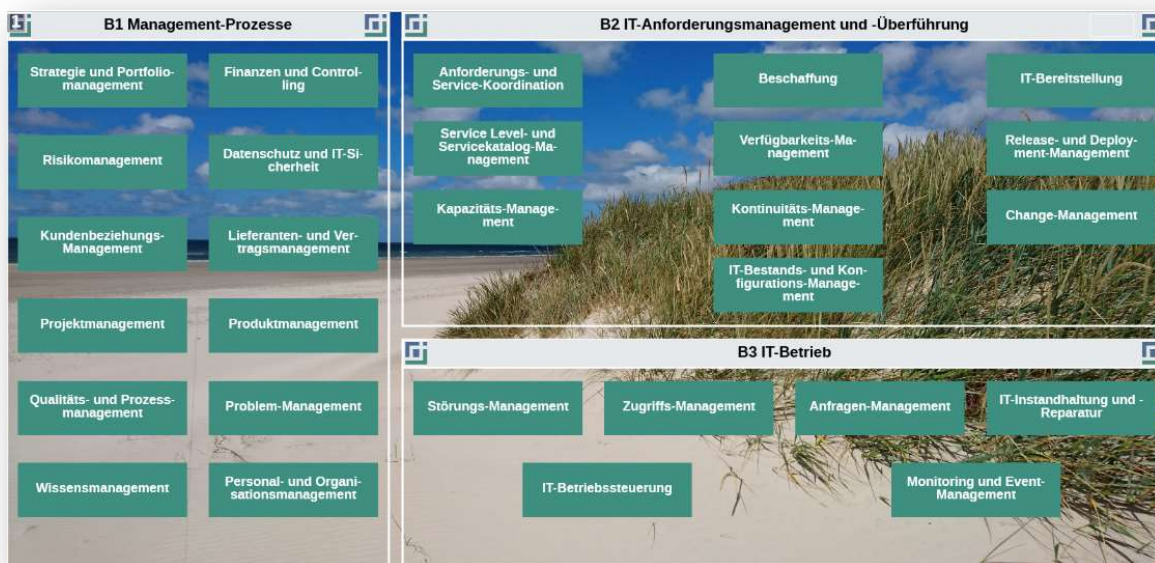 B1 Management-Prozesse
Strategie und Portfolio-
management
Finanzen und Control-
ling
Risikomanagement
Datenschutz und IT-Si-
cherheit
Kundenbeziehungs-
Management
Lieferanten- und Ver-
tragsmanagement
Projektmanagement
Produktmanagement
Qualitäts- und Prozess-
management
Problem-Management
Wissensmanagement
Personal- und Organi-
sationsmanagement
B2 IT-Anforderungsmanagement und -Überführung
Anforderungs- und
Service-Koordination
Beschaffung
IT-Bereitstellung
Service Level- und
Servicekatalog-Ma-
nagement
Verfügbarkeits-Ma-
nagement
Release- und Deploy-
ment-Management
Kapazitäts-Manage-
ment
Kontinuitäts-Manage-
ment
Change-Management
IT-Bestands- und Kon-
figurations-Manage-
ment
B3 IT-Betrieb
Störungs-Management
Zugriffs-Management
Anfragen-Management
IT-Instandhaltung und -
Reparatur
IT-Betriebssteuerung
Monitoring und Event-
Management